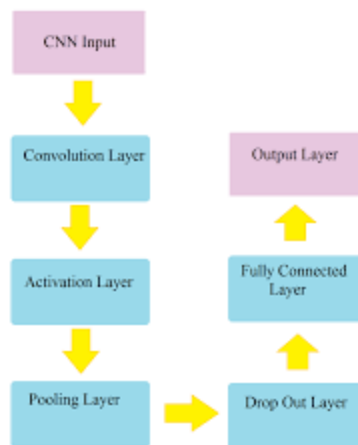 CNN Input
Convolution Layer
Activation Layer
Pooling Layer
Drop Out Layer
Fully Connected
Layer
Output Layer